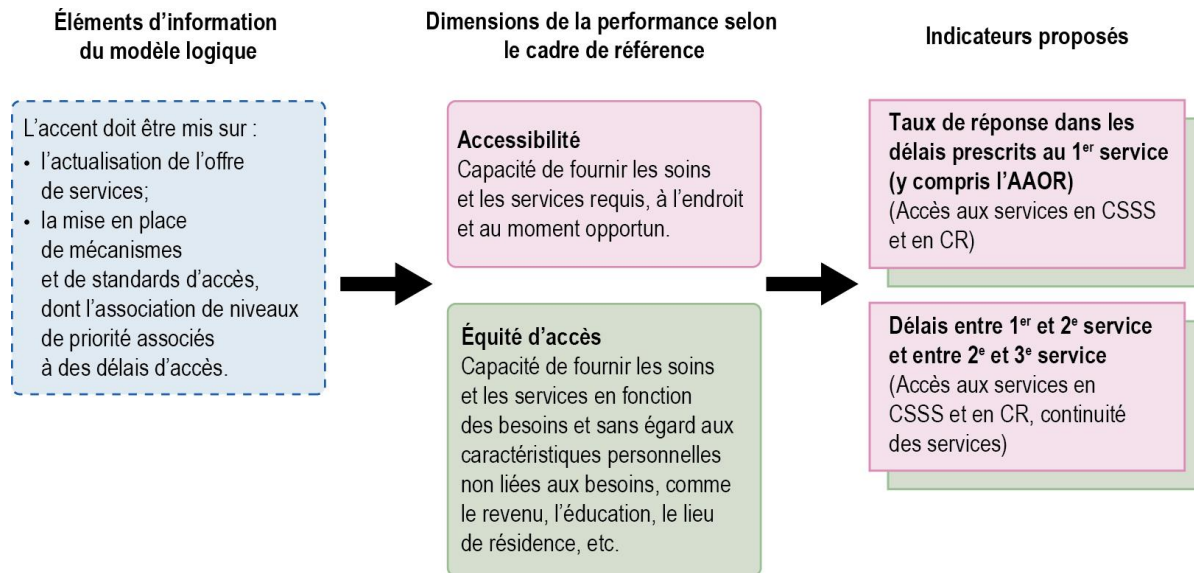 Éléments d’information
du modèle logique
L’accent doit être mis sur :
• l’actualisation de l’offre
de services;
• la mise en place
de mécanismes
et de standards d’accès,
dont l’association de niveaux
de priorité associés
à des délais d’accès.
Dimensions de la performance selon
le cadre de référence
Accessibilité
Capacité de fournir les soins
et les services requis, à l’endroit
et au moment opportun.
Équité d’accès
Capacité de fournir les soins
et les services en fonction
des besoins et sans égard aux
caractéristiques personnelles
non liées aux besoins, comme
le revenu, l’éducation, le lieu
de résidence, etc.
Indicateurs proposés
Taux de réponse dans les
délais prescrits au 1er service
(y compris l’AAOR)
(Accès aux services en CSSS
et en CR)
Délais entre 1er et 2e service
et entre 2e et 3e service
(Accès aux services en
CSSS et en CR, continuité
des services)